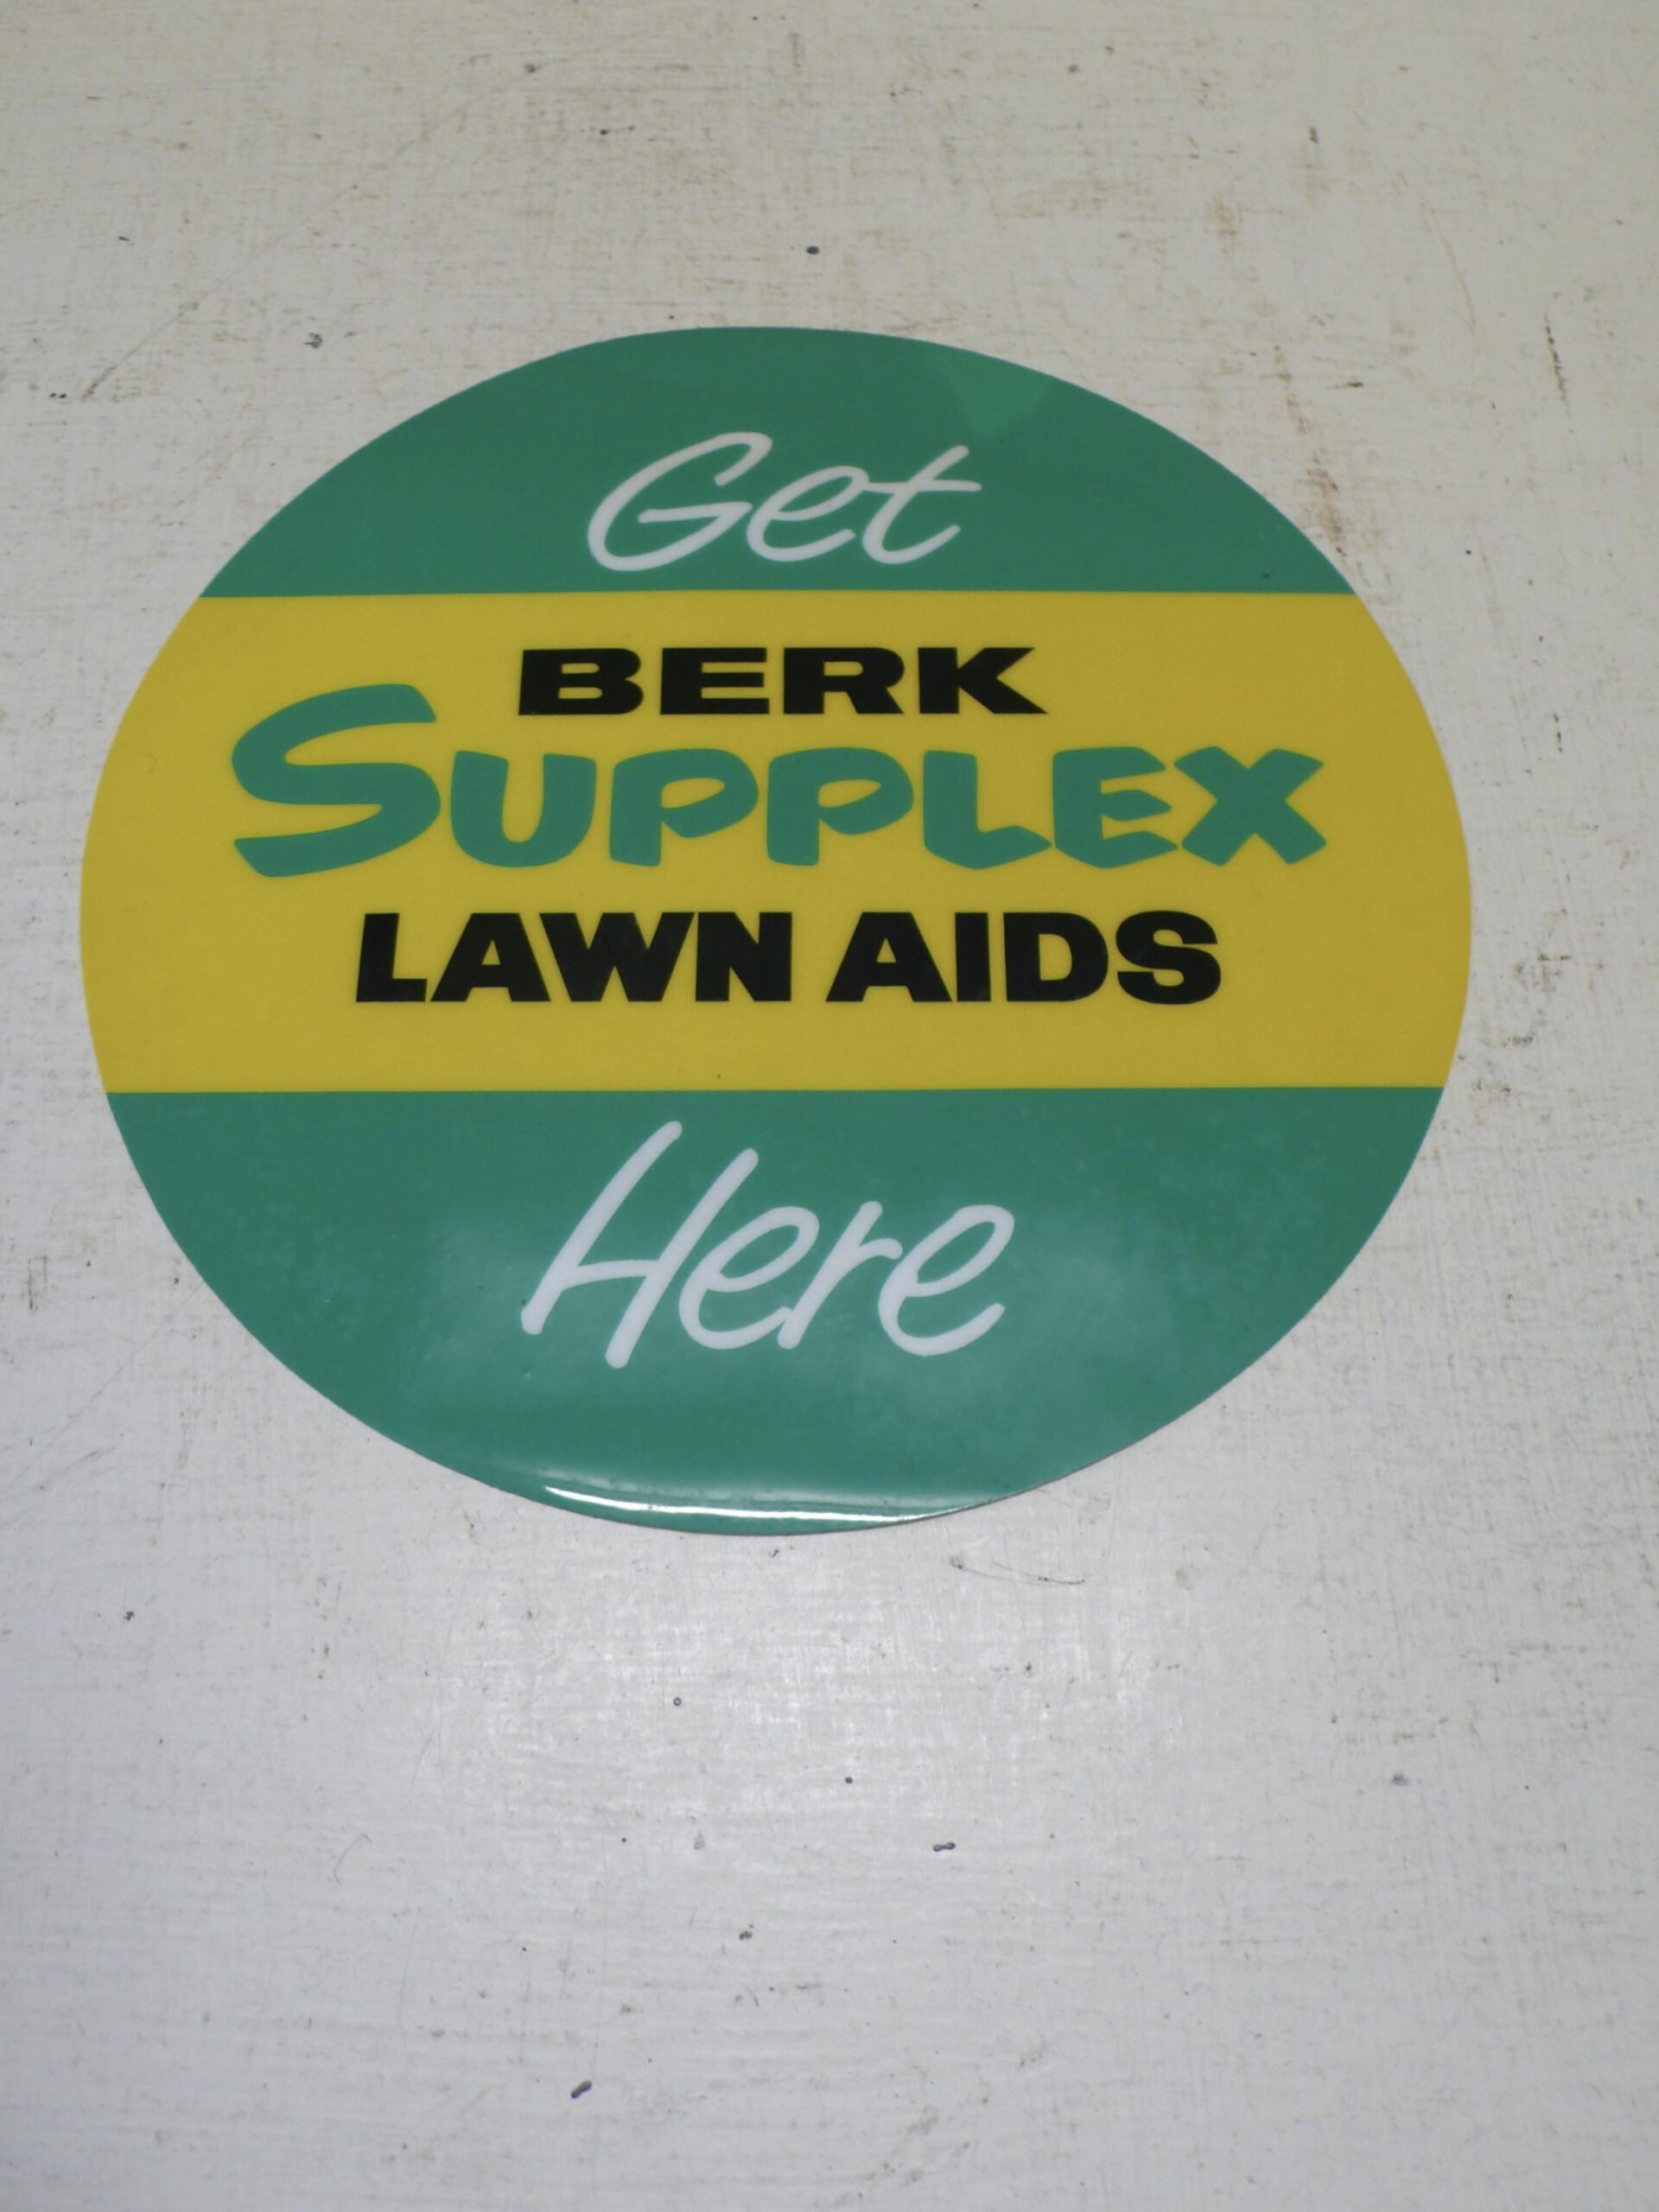 Get
BERK
SUPPLEX
LAWN AIDS
Here